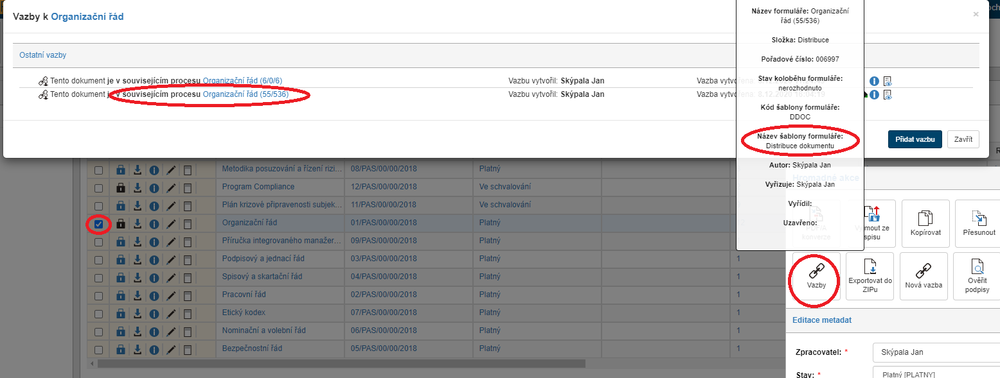 Vazby k Organizační řád
×
Ostatní vazby
Tento dokument je v souvisejícím procesu Organizační řád (6/0/6)
Vazbu vytvořil: Skýpala Jan
Vazba vytvořena:
Tento dokument je v souvisejícím procesu Organizační řád (55/536)
Vazbu vytvořil: Skýpala Jan
Vazba vytvořena: 8.12.2020 16:04:19
Přidat vazbu
Zavřít
Název formuláře: Organizační
řád (55/536)
Složka: Distribuce
Pořadové číslo: 006997
Stav koloběhu formuláře:
nerozhodnuto
Kód šablony formuláře:
DDOC
Název šablony formuláře:
Distribuce dokumentu
Autor: Skýpala Jan
Vyřizuje: Skýpala Jan
Vyřídil:
Uzavřeno:
Metodika posuzování a řízení rizi... 08/PAS/00/00/2018 Platný
Program Compliance 12/PAS/00/00/2018 Ve schvalování
Plán krizové připravenosti subjek... 11/PAS/00/00/2018 Ve schvalování
Organizační řád 01/PAS/00/00/2018 Platný
Příručka integrovaného manažer... 09/PAS/00/00/2018 Platný
Podpisový a jednací řád 03/PAS/00/00/2018 Platný 1
Spisový a skartační řád 04/PAS/00/00/2018 Platný 1
Pracovní řád 02/PAS/00/00/2018 Platný 1
Etický kodex 07/PAS/00/00/2018 Platný 1
Nominační a volební řád 06/PAS/00/00/2018 Platný 1
Bezpečnostní řád 05/PAS/00/00/2018 Platný 1
Hromadné akce
PDF/A
konverze
Vyjmout ze
spisu
Kopírovat
Přesunout
Vazby
Exportovat do
ZIPu
Nová vazba
Ověřit
podpisy
Editace metadat
Zpracovatel: * Skýpala Jan
Stav: * Platný [PLATNY]